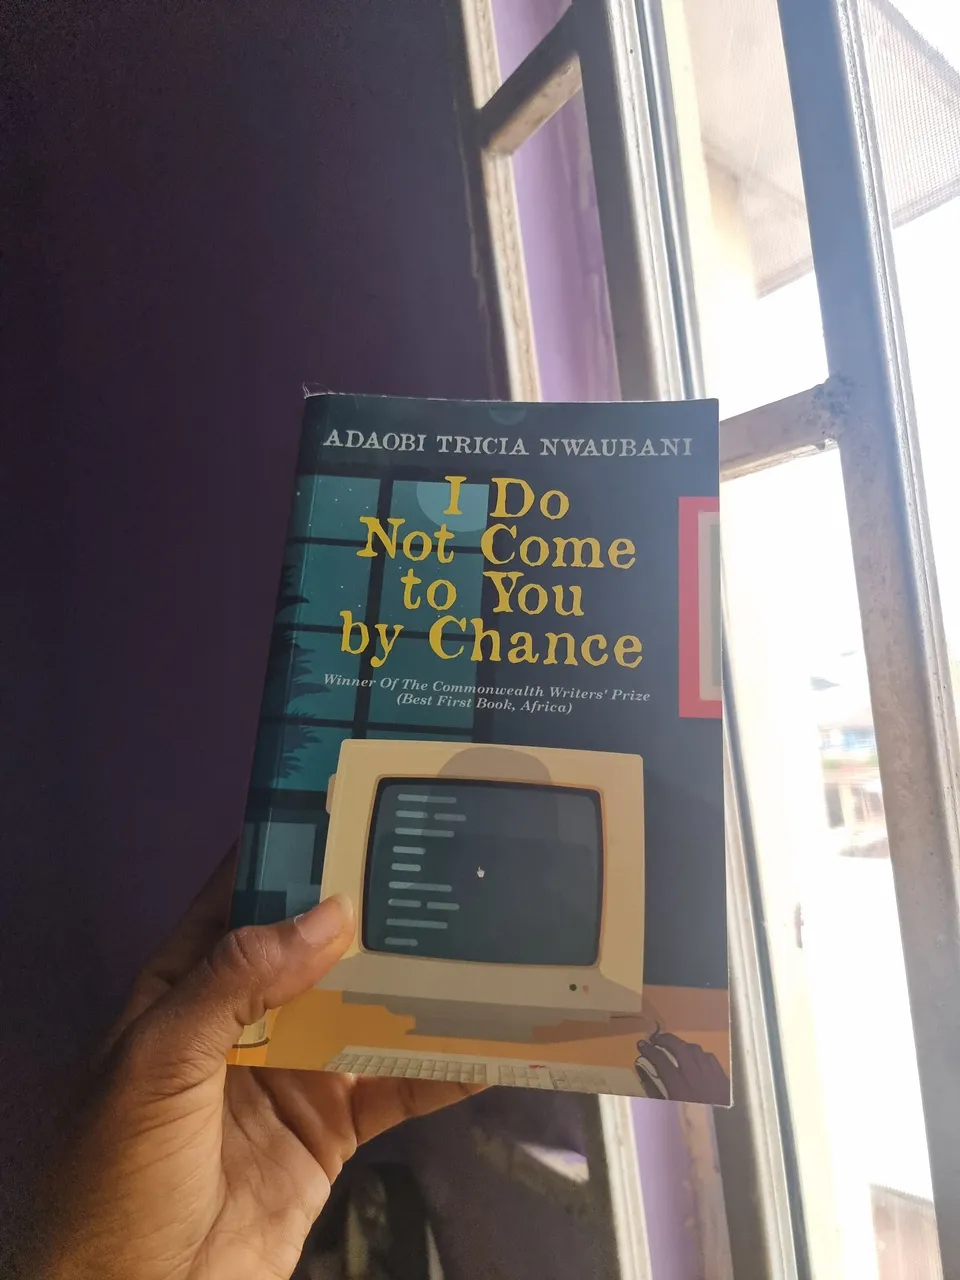 ADAOBI TRICIA NWAUBANI
I Do
Not Come
to You
by Chance
Winner Of The Commonwealth Writers' Prize
(Best First Book, Africa)